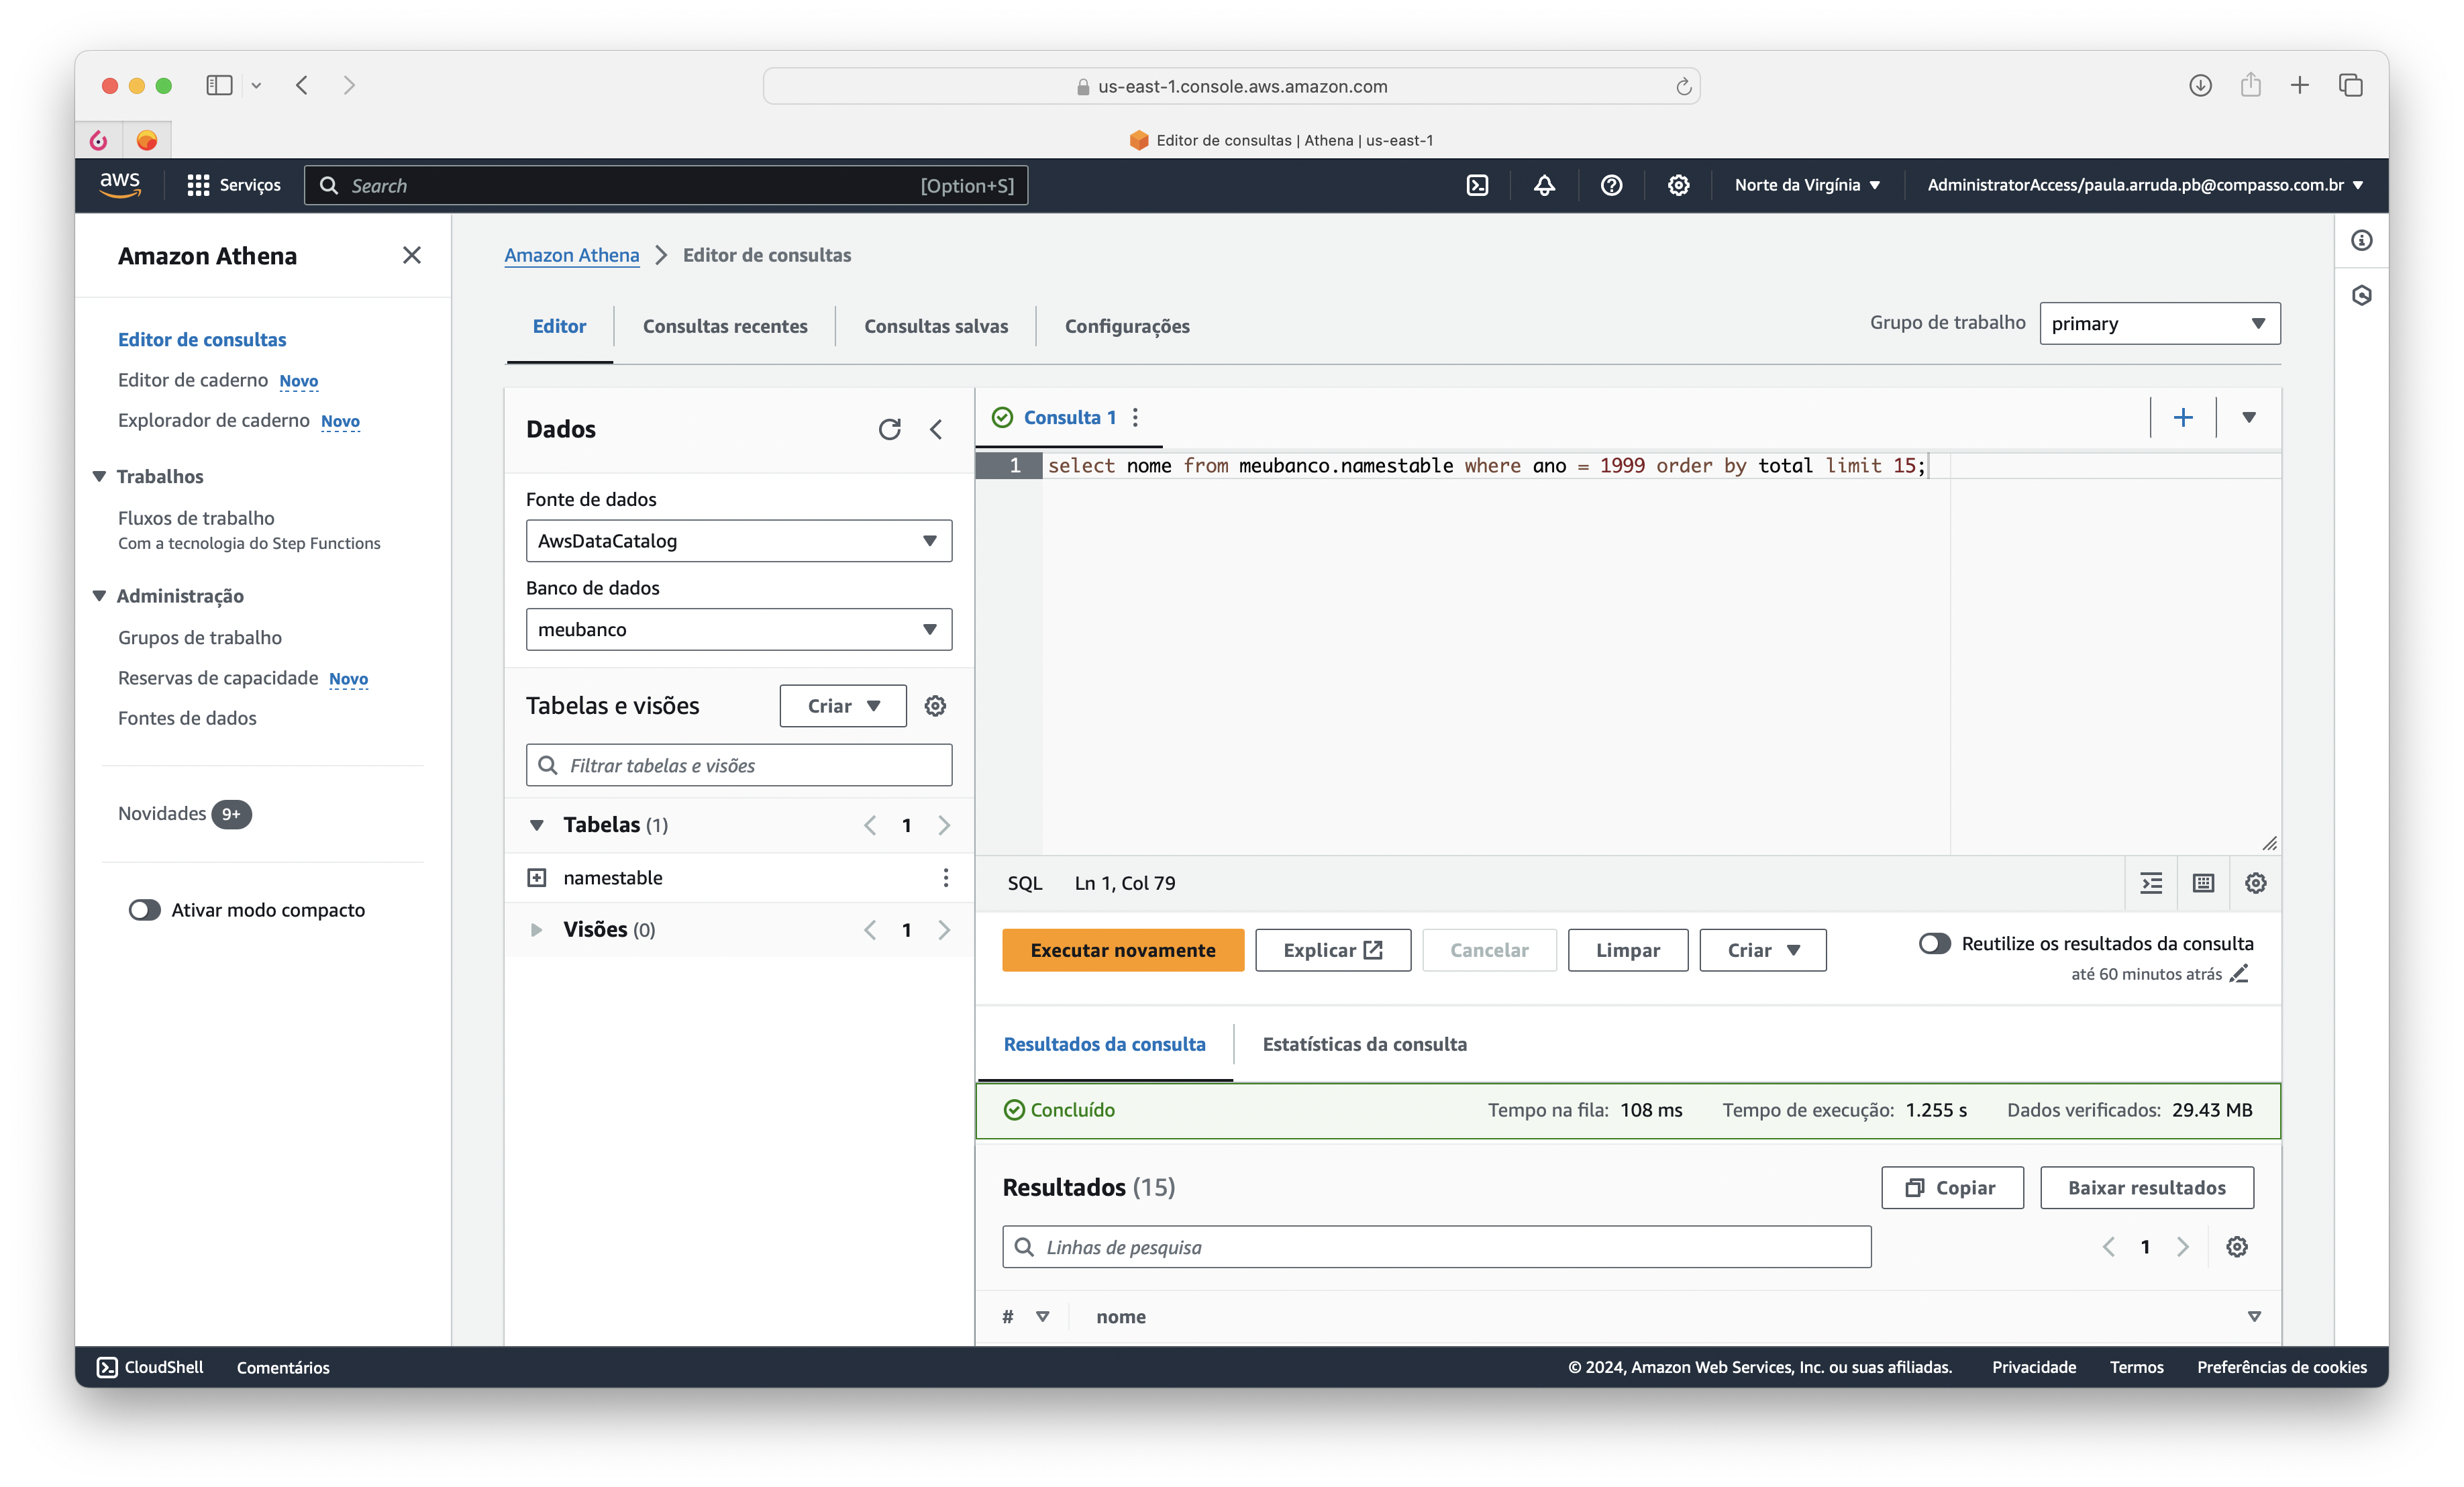 us-east-1.console.aws.amazon.com
Editor de consultas | Athena | us-east-1
aws
Serviços
Search
[Option+S]
Norte da Virgínia
AdministratorAccess/paula.arruda.pb@compasso.com.br
Amazon Athena
Editor de consultas
Editor de caderno Novo
Explorador de caderno Novo
Trabalhos
Fluxos de trabalho
Com a tecnologia do Step Functions
Administração
Grupos de trabalho
Reservas de capacidade Novo
Fontes de dados
Novidades 9+
Ativar modo compacto
Amazon Athena > Editor de consultas
Editor
Consultas recentes
Consultas salvas
Configurações
Grupo de trabalho
primary
Dados
Fonte de dados
AwsDataCatalog
Banco de dados
meubanco
Tabelas e visões
Criar
Filtrar tabelas e visões
Tabelas (1)
1
namestable
Visões (0)
1
Consulta 1
1 select nome from meubanco.namestable where ano = 1999 order by total limit 15;
SQL
Ln 1, Col 79
Executar novamente
Explicar
Cancelar
Limpar
Criar
Reutilize os resultados da consulta
até 60 minutos atrás
Resultados da consulta
Estatísticas da consulta
Concluído
Tempo na fila: 108 ms
Tempo de execução: 1.255 s
Dados verificados: 29.43 MB
Resultados (15)
Copiar
Baixar resultados
Linhas de pesquisa
1
#
nome
CloudShell
Comentários
© 2024, Amazon Web Services, Inc. ou suas afiliadas.
Privacidade
Termos
Preferências de cookies